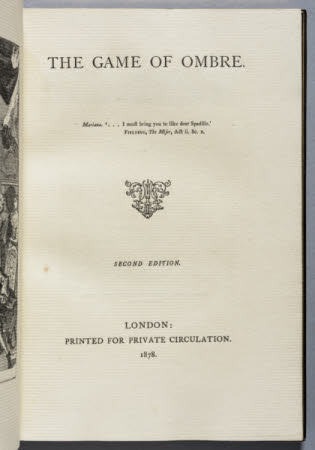 THE GAME OF OMBRE.
Mariana. '. . . I must bring you to like dear Spadille.'
FIELDING, The Miser, Act ii, Sc. 2.
SECOND EDITION.
LONDON:
PRINTED FOR PRIVATE CIRCULATION.
1878.